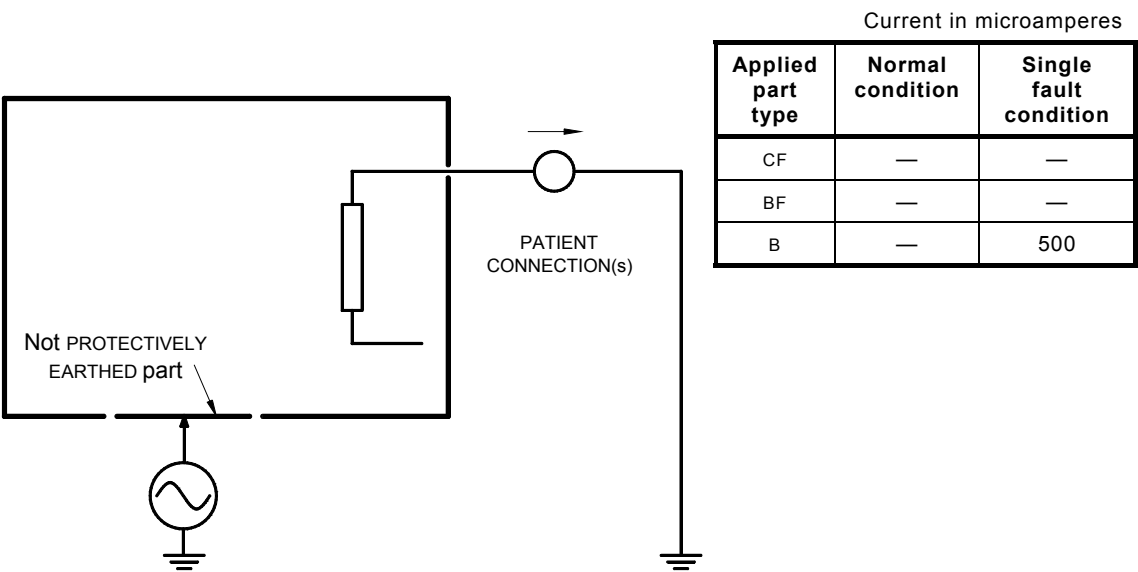 Current in microamperes
Applied part type | Normal condition | Single fault condition
CF | — | —
BF | — | —
B | — | 500
PATIENT
CONNECTION(s)
Not PROTECTIVELY
EARTHED part